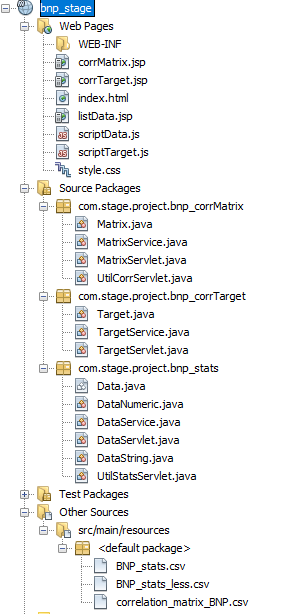 bnp_stage
Web Pages
WEB-INF
corrMatrix.jsp
corrTarget.jsp
index.html
listData.jsp
scriptData.js
scriptTarget.js
style.css
Source Packages
com.stage.project.bnp_corrMatrix
Matrix.java
MatrixService.java
MatrixServlet.java
UtilCorrServlet.java
com.stage.project.bnp_corrTarget
Target.java
TargetService.java
TargetServlet.java
com.stage.project.bnp_stats
Data.java
DataNumeric.java
DataService.java
DataServlet.java
DataString.java
UtilStatsServlet.java
Test Packages
Other Sources
src/main/resources
<default package>
BNP_stats.csv
BNP_stats_less.csv
correlation_matrix_BNP.csv